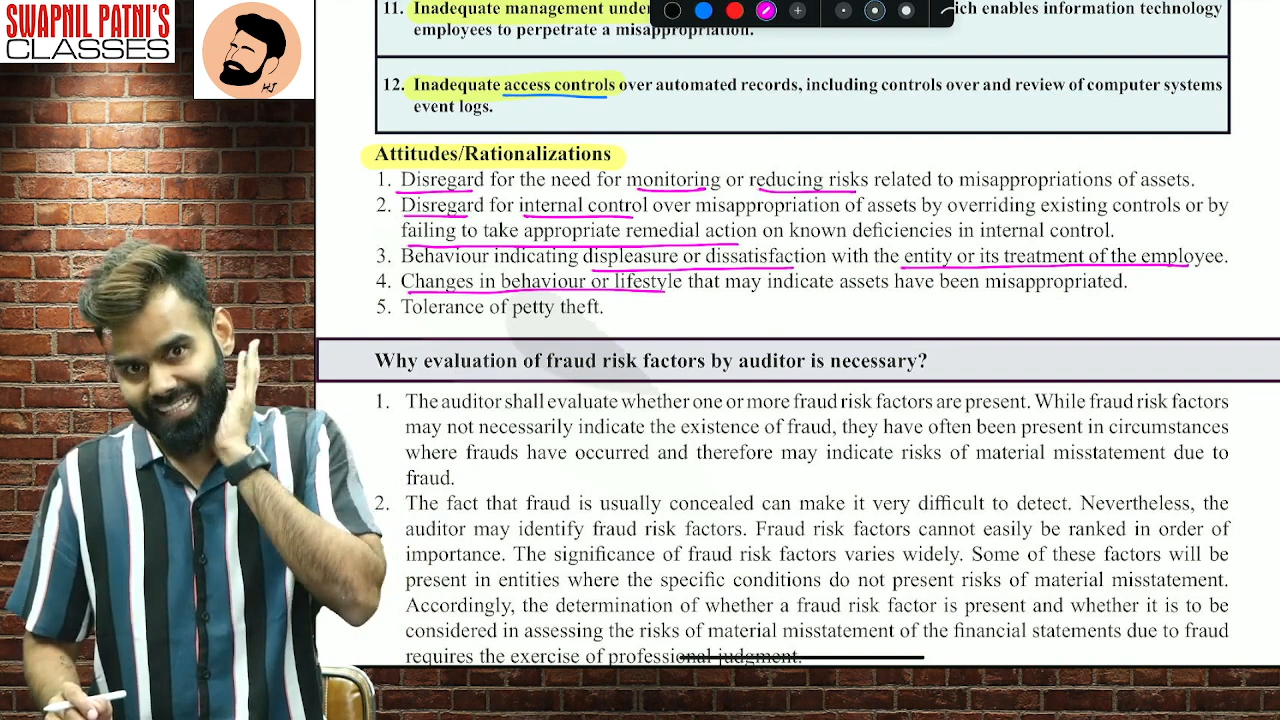 SWAPNIL PATNI'S
CLASSES
11. Inadequate management unde ich enables information technology
employees to perpetrate a misappropriation.
12. Inadequate access controls over automated records, including controls over and review of computer systems
event logs.
Attitudes/Rationalizations
1. Disregard for the need for monitoring or reducing risks related to misappropriations of assets.
2. Disregard for internal control over misappropriation of assets by overriding existing controls or by
failing to take appropriate remedial action on known deficiencies in internal control.
3. Behaviour indicating displeasure or dissatisfaction with the entity or its treatment of the employee.
4. Changes in behaviour or lifestyle that may indicate assets have been misappropriated.
5. Tolerance of petty theft.
Why evaluation of fraud risk factors by auditor is necessary?
1. The auditor shall evaluate whether one or more fraud risk factors are present. While fraud risk factors
may not necessarily indicate the existence of fraud, they have often been present in circumstances
where frauds have occurred and therefore may indicate risks of material misstatement due to
fraud.
2. The fact that fraud is usually concealed can make it very difficult to detect. Nevertheless, the
auditor may identify fraud risk factors. Fraud risk factors cannot easily be ranked in order of
importance. The significance of fraud risk factors varies widely. Some of these factors will be
present in entities where the specific conditions do not present risks of material misstatement.
Accordingly, the determination of whether a fraud risk factor is present and whether it is to be
considered in assessing the risks of material misstatement of the financial statements due to fraud
requires the exercise of professional judgment.